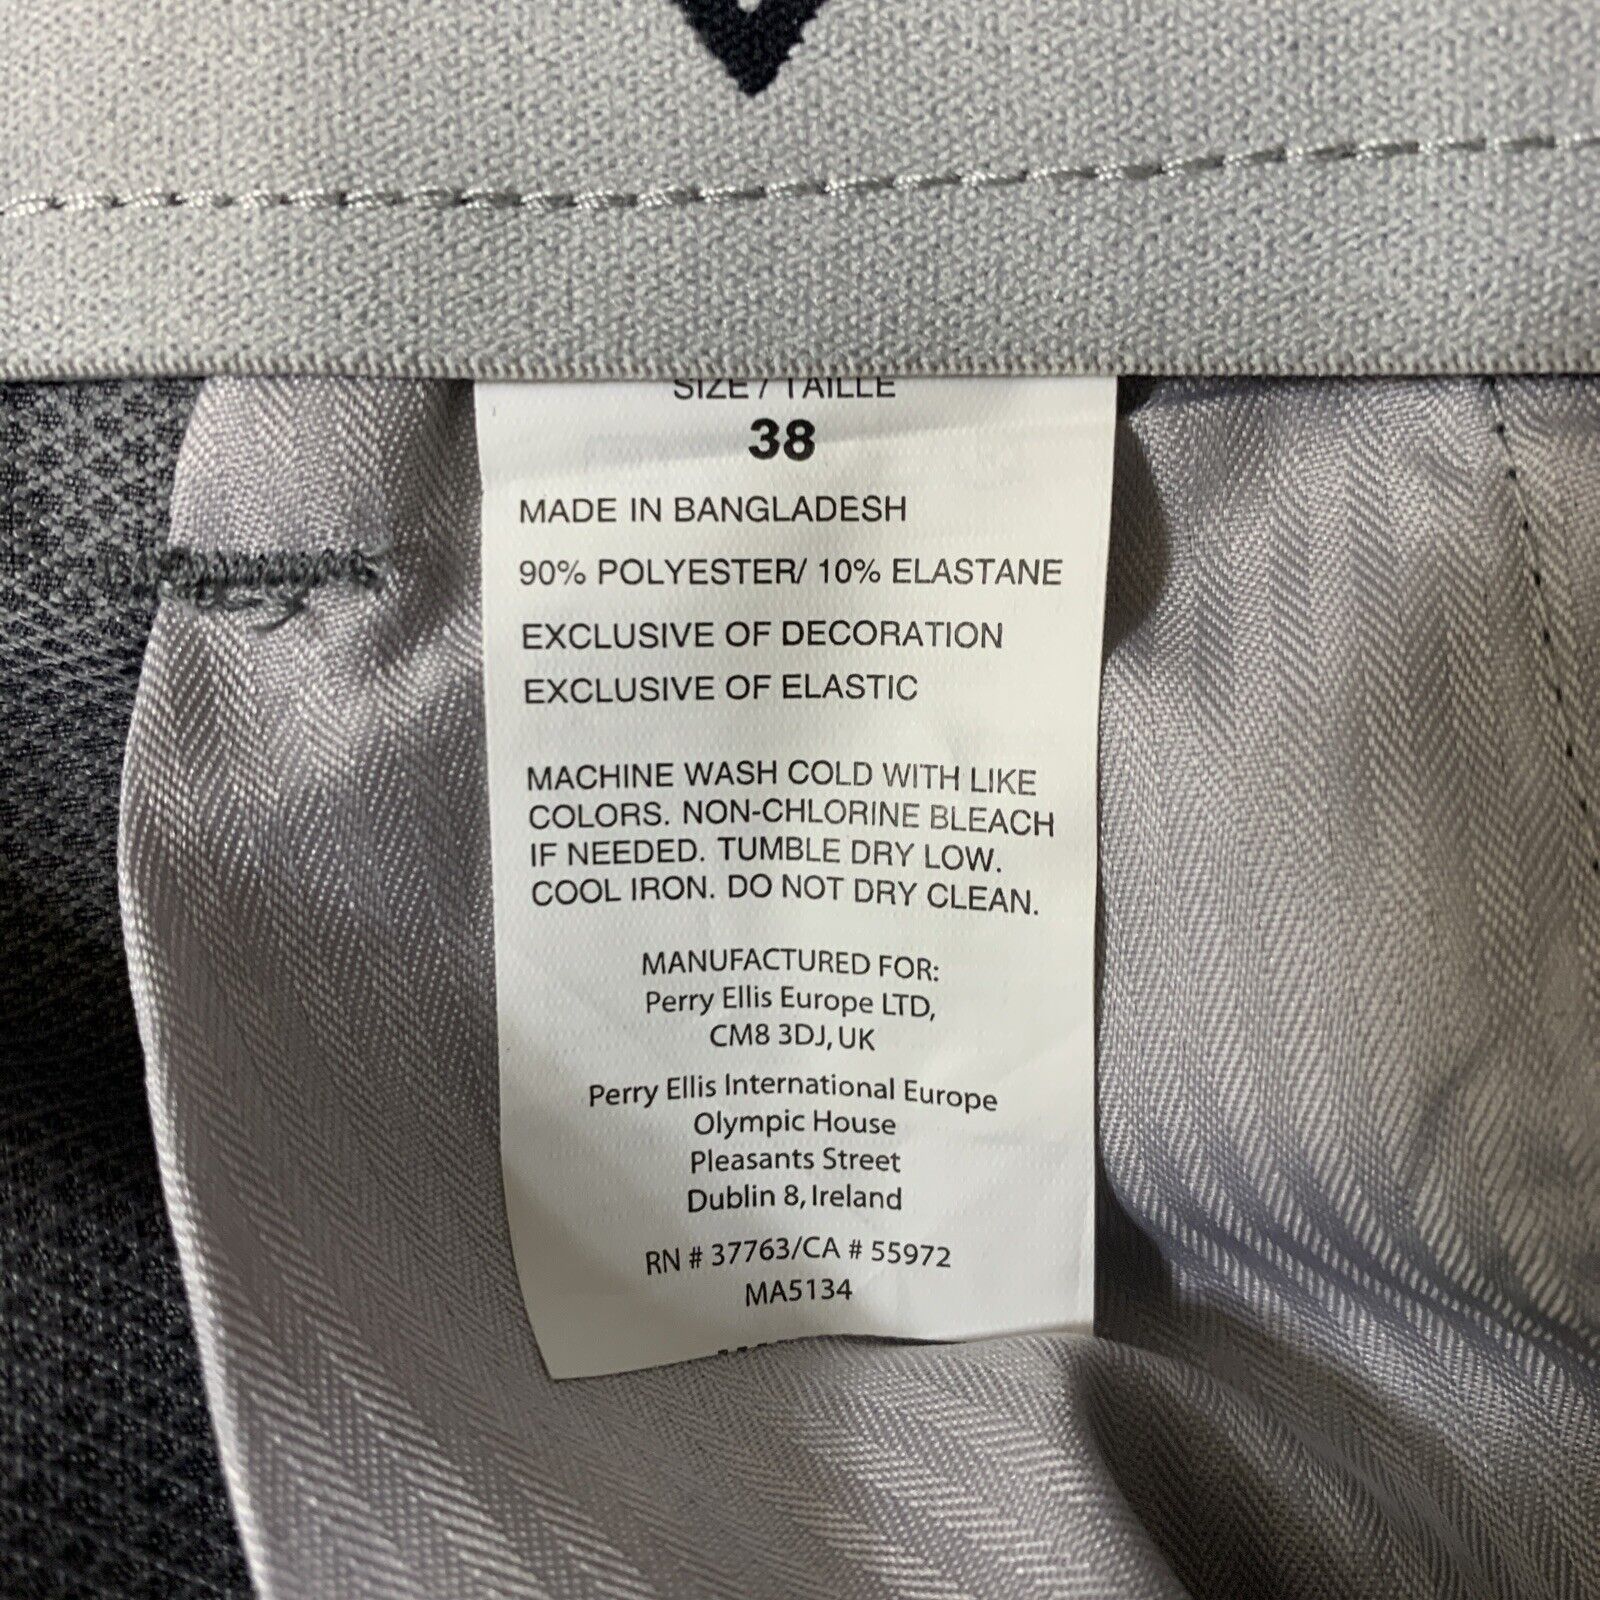 SIZE / TAILLE
38
MADE IN BANGLADESH
90% POLYESTER/ 10% ELASTANE
EXCLUSIVE OF DECORATION
EXCLUSIVE OF ELASTIC
MACHINE WASH COLD WITH LIKE
COLORS. NON-CHLORINE BLEACH
IF NEEDED. TUMBLE DRY LOW.
COOL IRON. DO NOT DRY CLEAN.
MANUFACTURED FOR:
Perry Ellis Europe LTD,
CM8 3DJ, UK
Perry Ellis International Europe
Olympic House
Pleasants Street
Dublin 8, Ireland
RN # 37763/CA # 55972
MA5134